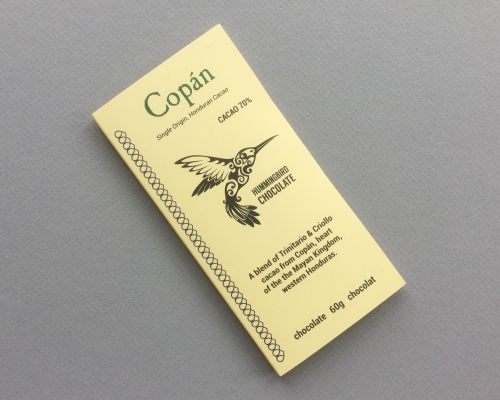 Copán
Single Origin, Honduran Cacao
CACAO 70%
HUMMINGBIRD
CHOCOLATE
A blend of Trinitario & Criollo
cacao from Copán, heart
of the the Mayan Kingdom,
western Honduras.
chocolate 60g chocolat